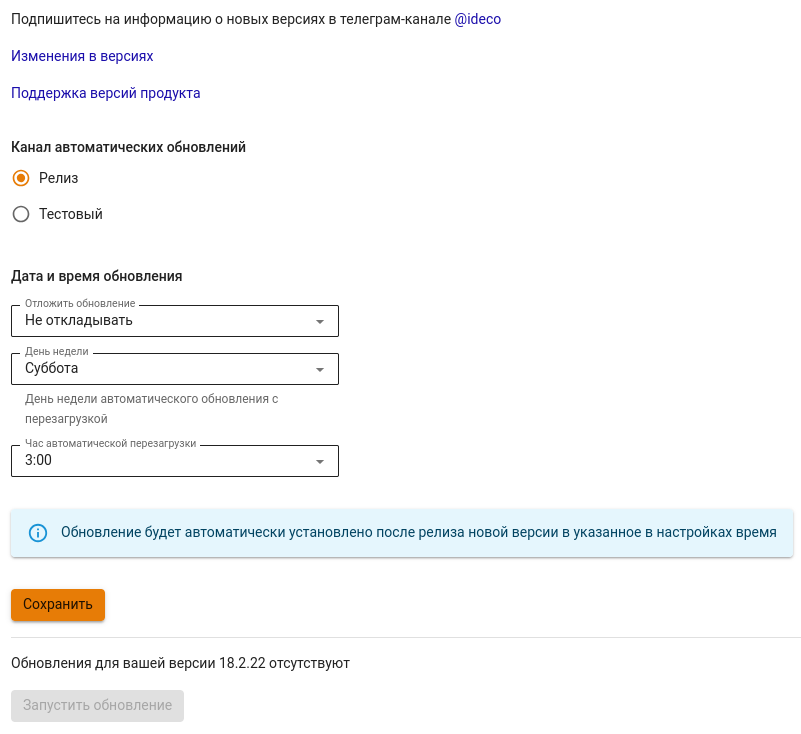 Подпишитесь на информацию о новых версиях в телеграм-канале @ideco
Изменения в версиях
Поддержка версий продукта
Канал автоматических обновлений
Релиз
Тестовый
Дата и время обновления
Отложить обновление
Не откладывать
День недели
Суббота
День недели автоматического обновления с
перезагрузкой
Час автоматической перезагрузки
3:00
Обновление будет автоматически установлено после релиза новой версии в указанное в настройках время
Сохранить
Обновления для вашей версии 18.2.22 отсутствуют
Запустить обновление